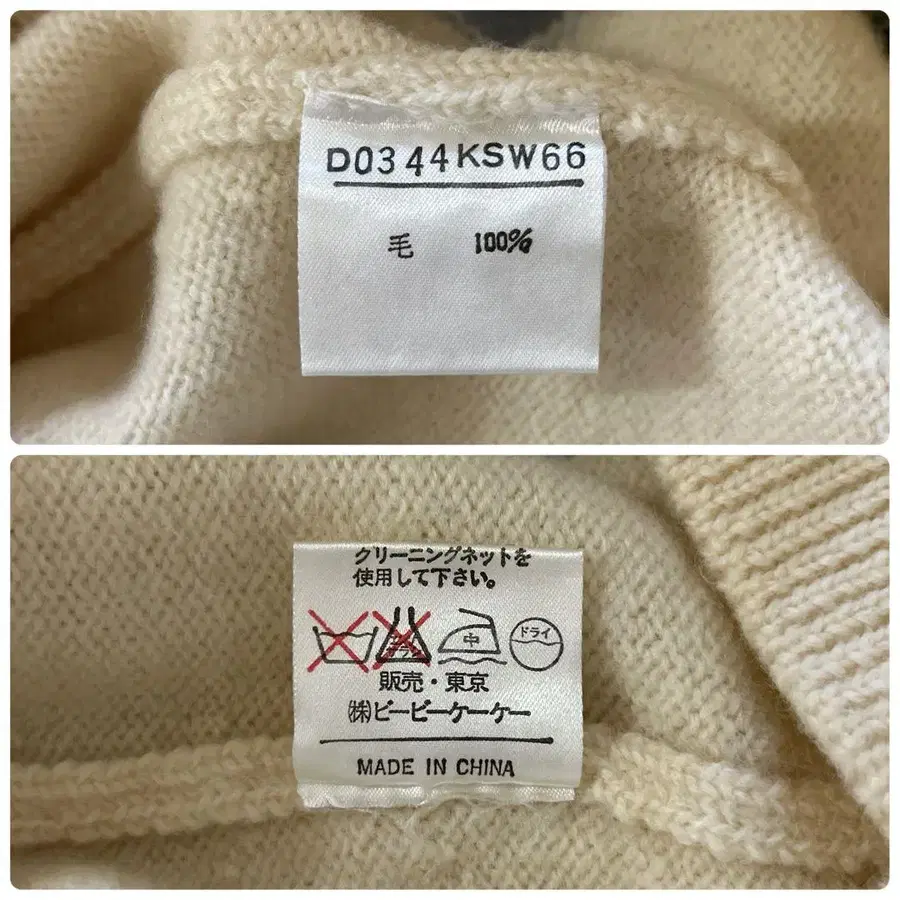 D0344KSW66
毛 100%
クリーニングネットを
使用して下さい。
中 ドライ
販売・東京
㈱ビービーケーケー
MADE IN CHINA